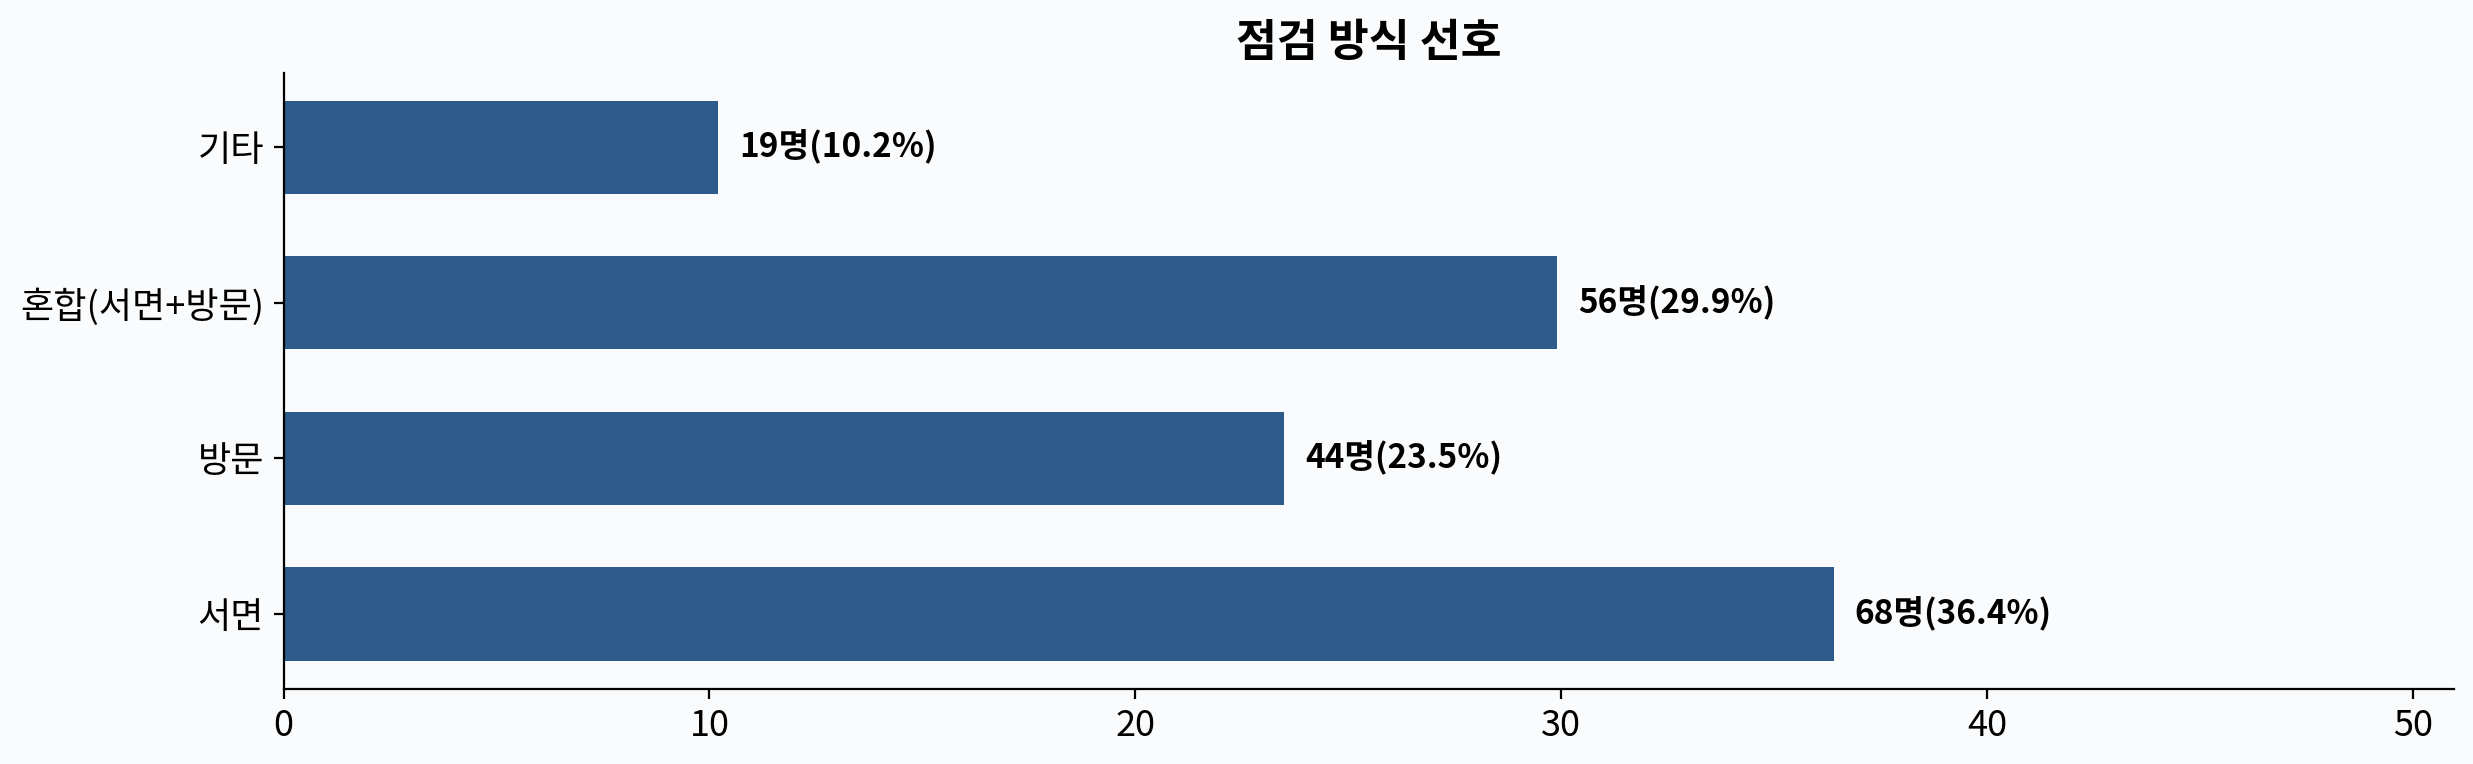 점검 방식 선호
기타 19명(10.2%)
혼합(서면+방문) 56명(29.9%)
방문 44명(23.5%)
서면 68명(36.4%)
0 10 20 30 40 50